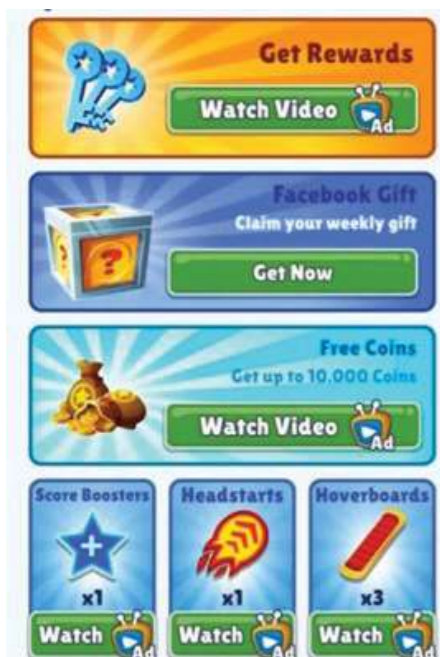 Get Rewards
Watch Video
Ad
Facebook Gift
Claim your weekly gift
?
?
Get Now
Free Coins
Get up to 10.000 Coins
Watch Video
Ad
Score Boosters
Headstarts
Hoverboards
x1
x1
x3
Watch
Ad
Watch
Ad
Watch
Ad